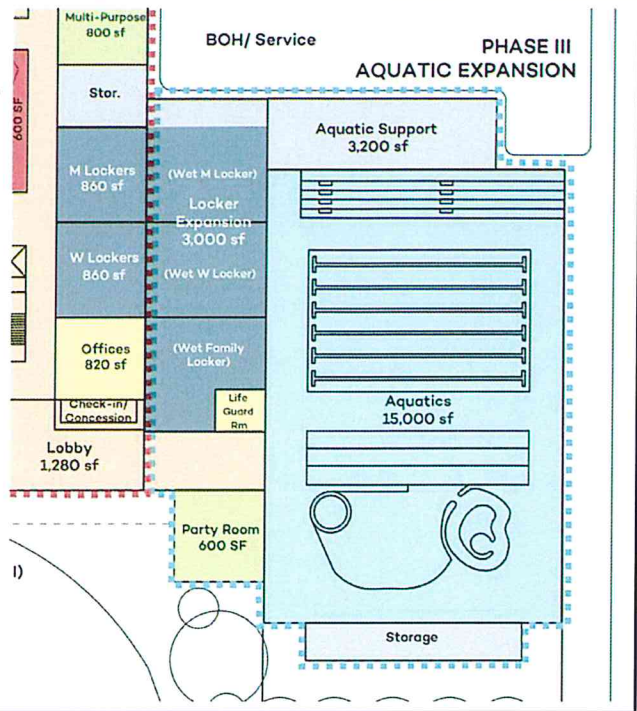 Multi-Purpose
800 sf
BOH/ Service
PHASE III
AQUATIC EXPANSION
Stor.
600 SF
Aquatic Support
3,200 sf
M Lockers
860 sf
(Wet M Locker)
Locker
Expansion
3,000 sf
W Lockers
860 sf
(Wet W Locker)
Offices
820 sf
(Wet Family
Locker)
Life
Guard
Rm
Check-in/
Concession
Aquatics
15,000 sf
Lobby
1,280 sf
Party Room
600 SF
I)
Storage